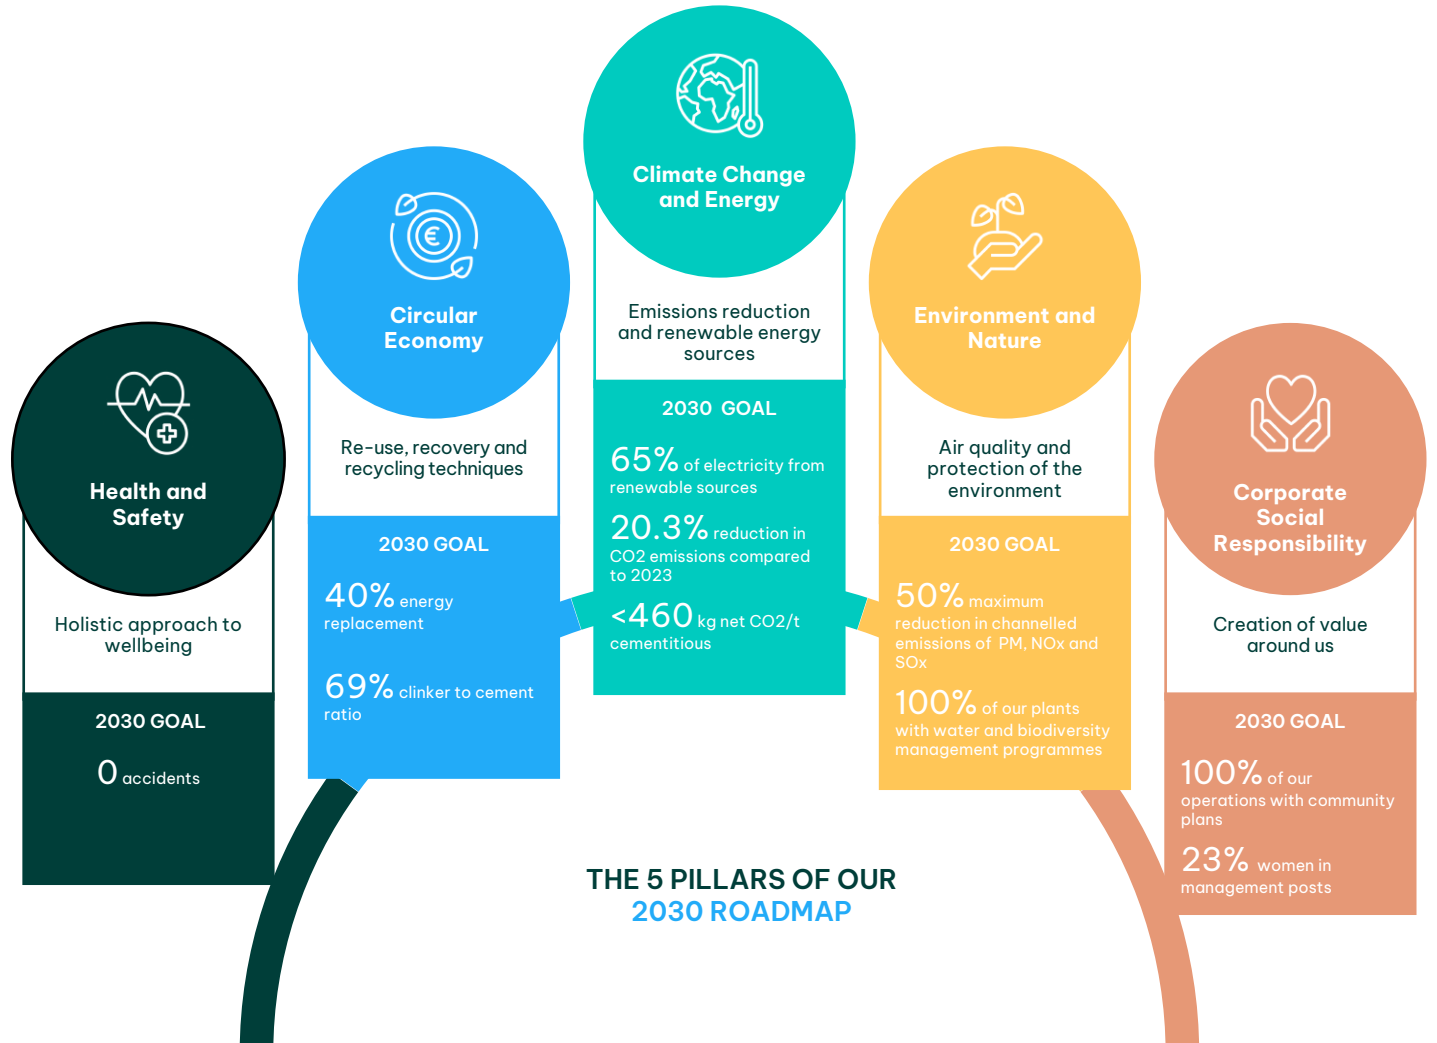 Health and
Safety
Holistic approach to
wellbeing
2030 GOAL
0 accidents
€
Circular
Economy
Re-use, recovery and
recycling techniques
2030 GOAL
40% energy
replacement
69% clinker to cement
ratio
Climate Change
and Energy
Emissions reduction
and renewable energy
sources
2030 GOAL
65% of electricity from
renewable sources
20.3% reduction in
CO2 emissions compared
to 2023
<460 kg net CO2/t
cementitious
Environment and
Nature
Air quality and
protection of the
environment
2030 GOAL
50% maximum
reduction in channelled
emissions of PM, NOx and
SOx
100% of our plants
with water and biodiversity
management programmes
Corporate
Social
Responsibility
Creation of value
around us
2030 GOAL
100% of our
operations with community
plans
23% women in
management posts
THE 5 PILLARS OF OUR
2030 ROADMAP